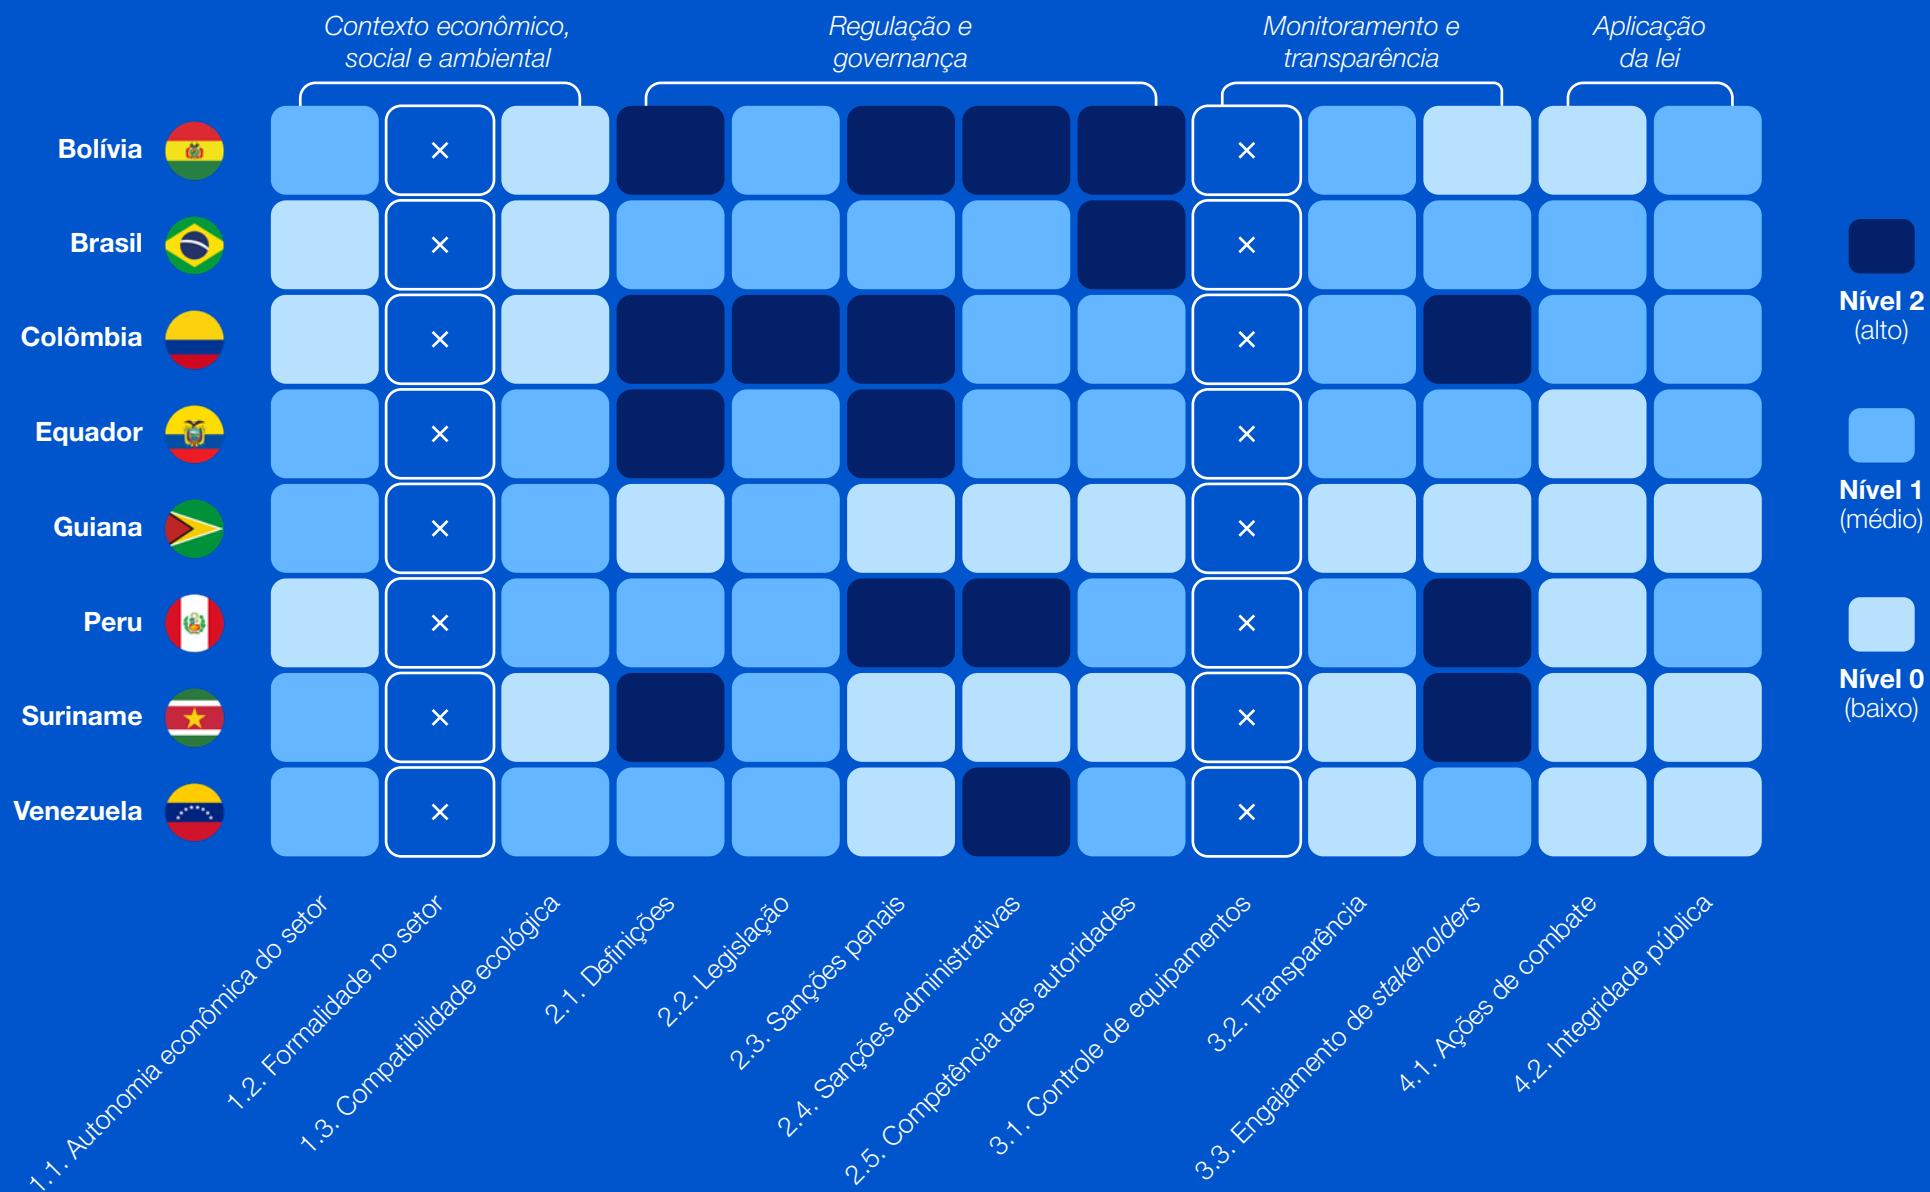 Contexto econômico,
social e ambiental
Regulação e
governança
Monitoramento e
transparência
Aplicação
da lei
Bolívia
×
×
Brasil
×
×
Colômbia
×
×
Equador
×
×
Guiana
×
×
Peru
×
×
Suriname
×
×
Venezuela
×
×
Nível 2
(alto)
Nível 1
(médio)
Nível 0
(baixo)
1.1. Autonomia econômica do setor
1.2. Formalidade no setor
1.3. Compatibilidade ecológica
2.1. Definições
2.2. Legislação
2.3. Sanções penais
2.4. Sanções administrativas
2.5. Competência das autoridades
3.1. Controle de equipamentos
3.2. Transparência
3.3. Engajamento de stakeholders
4.1. Ações de combate
4.2. Integridade pública